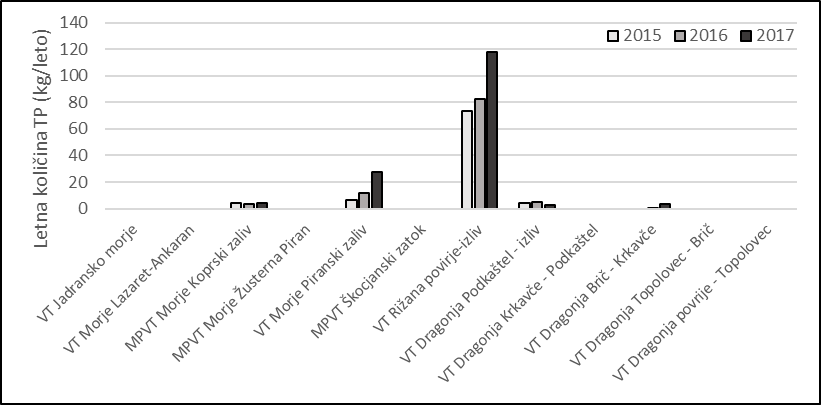 140
120
100
80
60
40
20
0
Letna količina TP (kg/leto)
2015 2016 2017
VT Jadransko morje
VT Morje Lazaret-Ankaran
MPVT Morje Koprski zaliv
MPVT Morje Žusterna Piran
VT Morje Piranski zaliv
MPVT Škocjanski zatok
VT Rižana povirje-izliv
VT Dragonja Podkaštel - izliv
VT Dragonja Krkavče - Podkaštel
VT Dragonja Brič - Krkavče
VT Dragonja Topolovec - Brič
VT Dragonja povrije - Topolovec